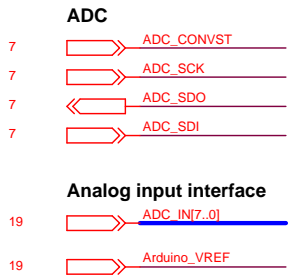 ADC
7 ADC_CONVST
7 ADC_SCK
7 ADC_SDO
7 ADC_SDI
Analog input interface
19 ADC_IN[7..0]
19 Arduino_VREF